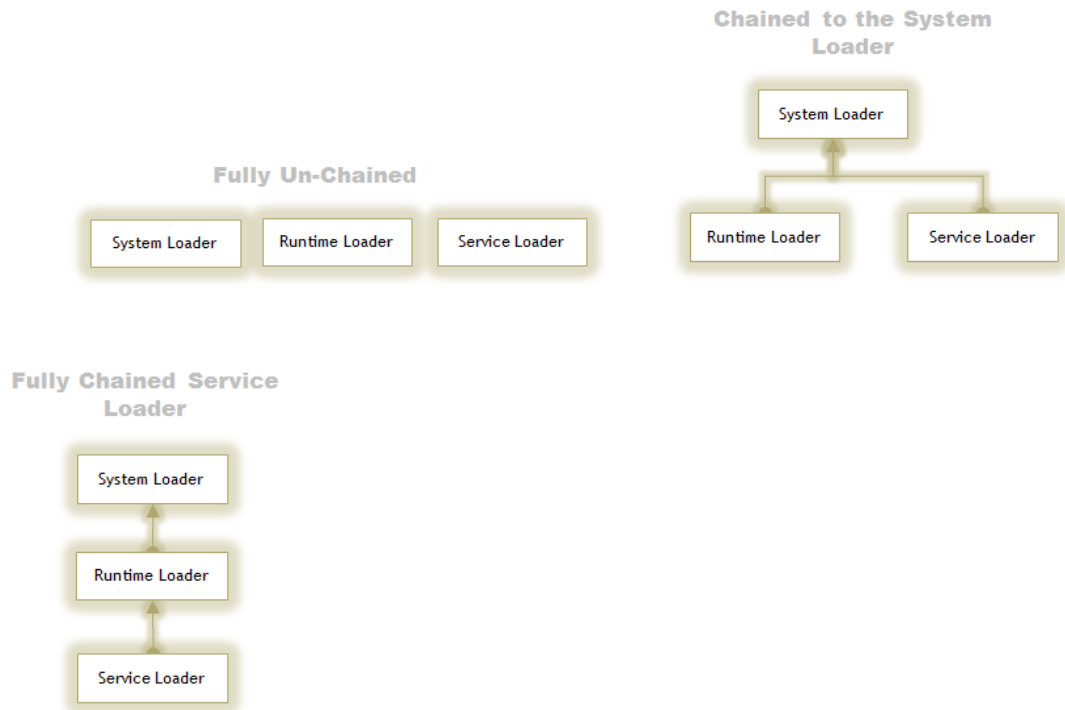 Chained to the System
Loader
System Loader
Runtime Loader
Service Loader
Fully Un-Chained
System Loader
Runtime Loader
Service Loader
Fully Chained Service
Loader
System Loader
Runtime Loader
Service Loader